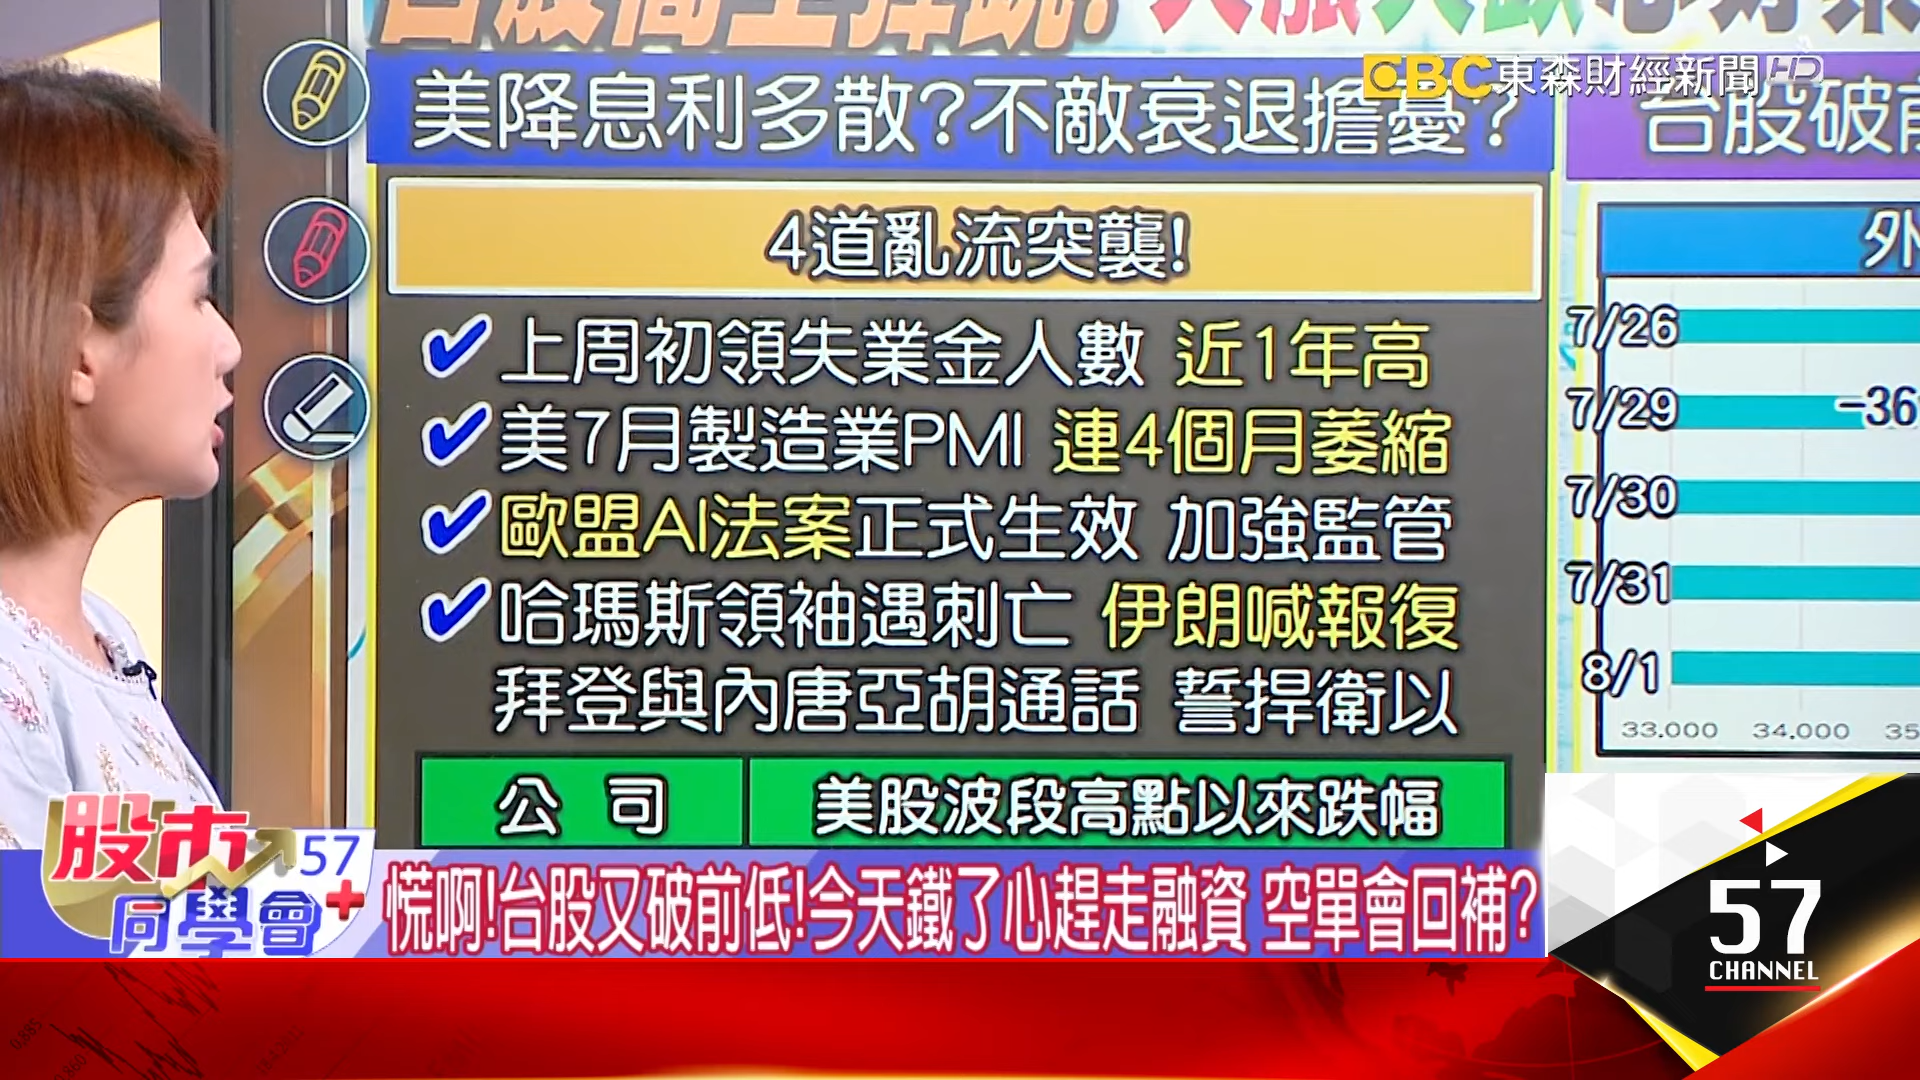 EBC東森財經新聞HD
美降息利多散?不敵衰退擔憂?
台股破前
4道亂流突襲!
上周初領失業金人數 近1年高
美7月製造業PMI 連4個月萎縮
歐盟AI法案正式生效 加強監管
哈瑪斯領袖遇刺亡 伊朗喊報復
拜登與內唐亞胡通話 誓捍衛以
公司 美股波段高點以來跌幅
外
7/26
7/29 -36
7/30
7/31
8/1
33.000 34.000 35
股市57
同學會+
慌啊!台股又破前低!今天鐵了心趕走融資 空單會回補?
57
CHANNEL